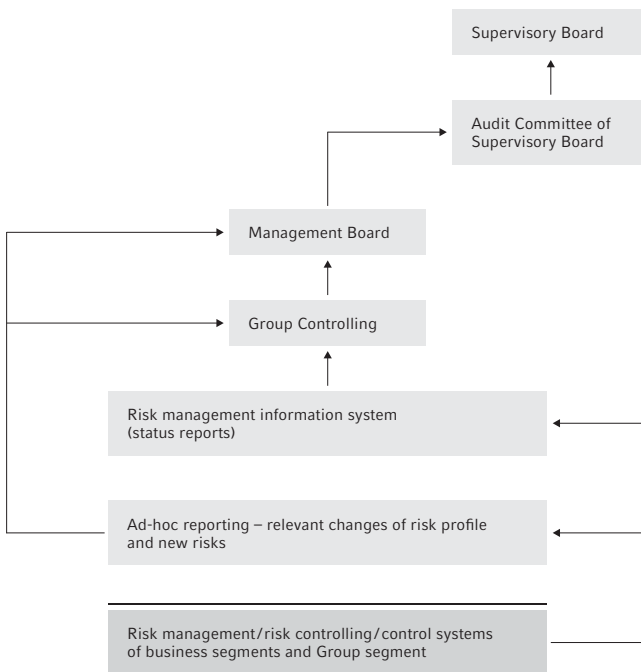 Supervisory Board
Audit Committee of
Supervisory Board
Management Board
Group Controlling
Risk management information system
(status reports)
Ad-hoc reporting – relevant changes of risk profile
and new risks
Risk management/risk controlling/control systems
of business segments and Group segment